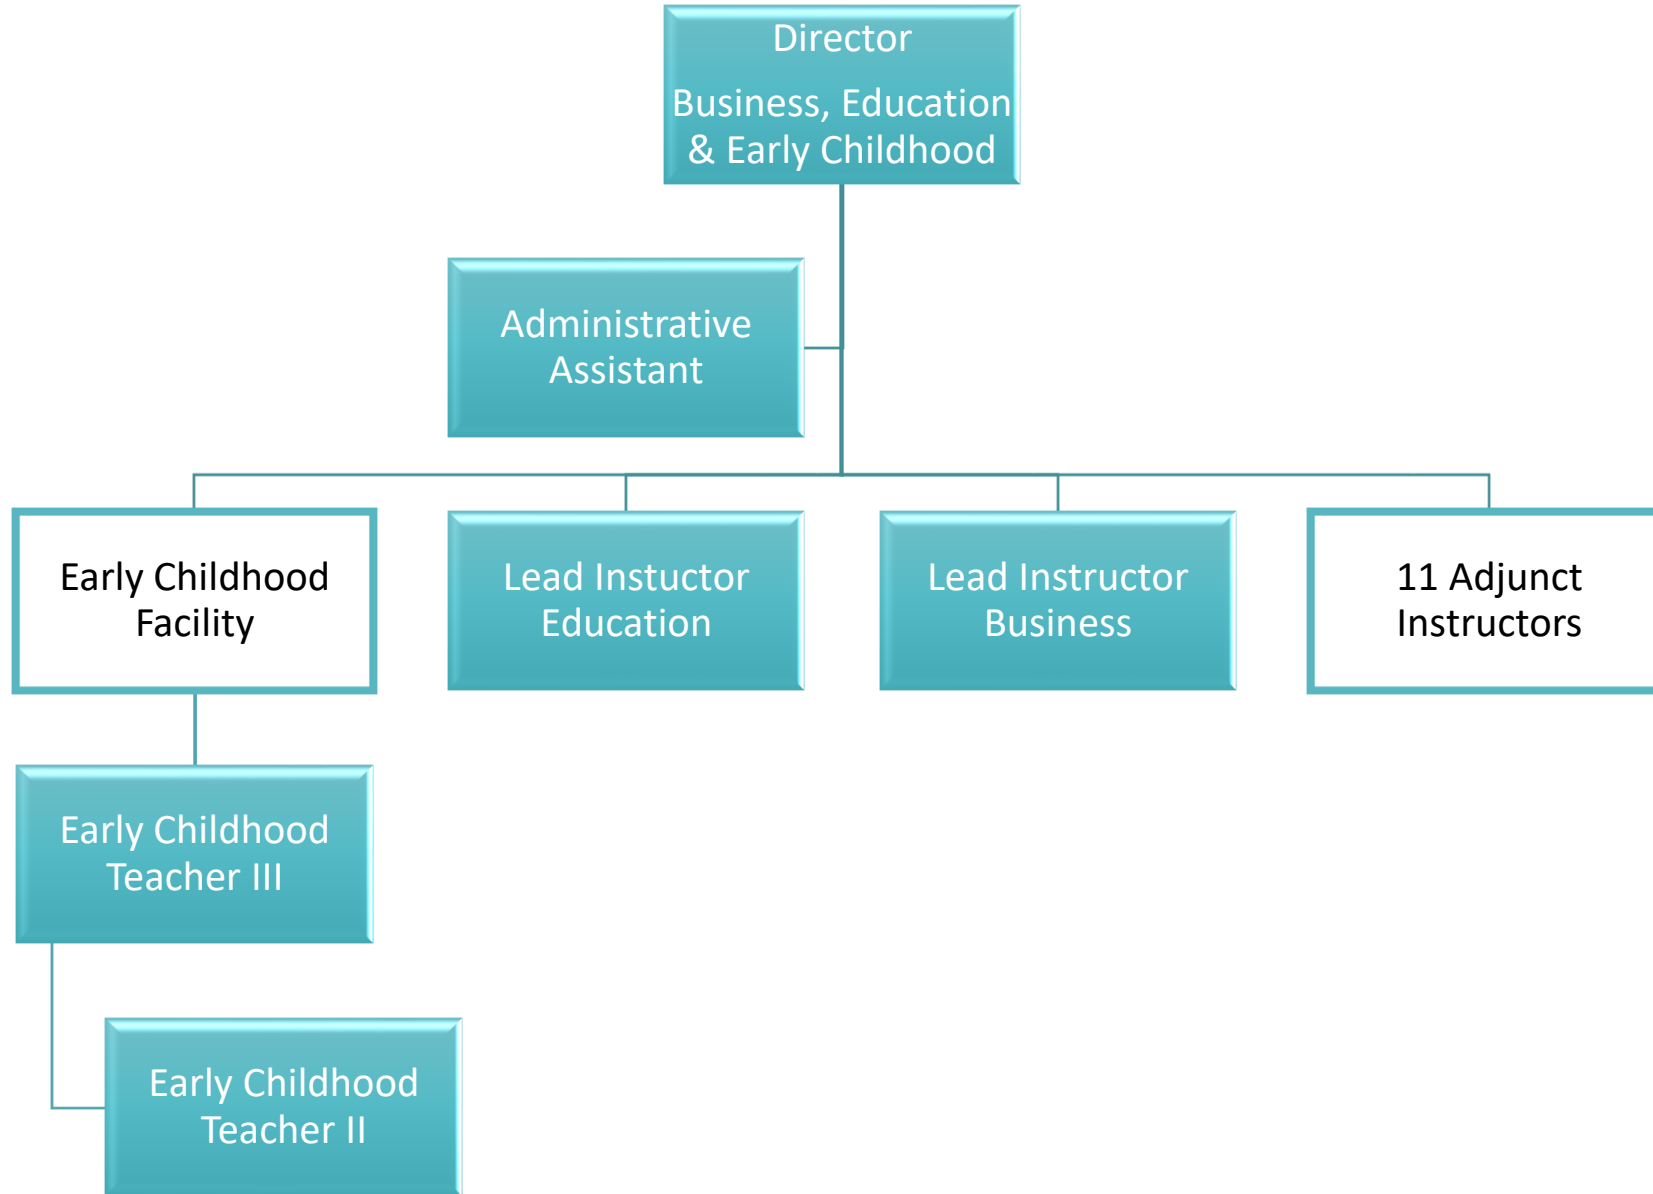 Director
Business, Education
& Early Childhood
Administrative
Assistant
Early Childhood
Facility
Lead Instuctor
Education
Lead Instructor
Business
11 Adjunct
Instructors
Early Childhood
Teacher III
Early Childhood
Teacher II